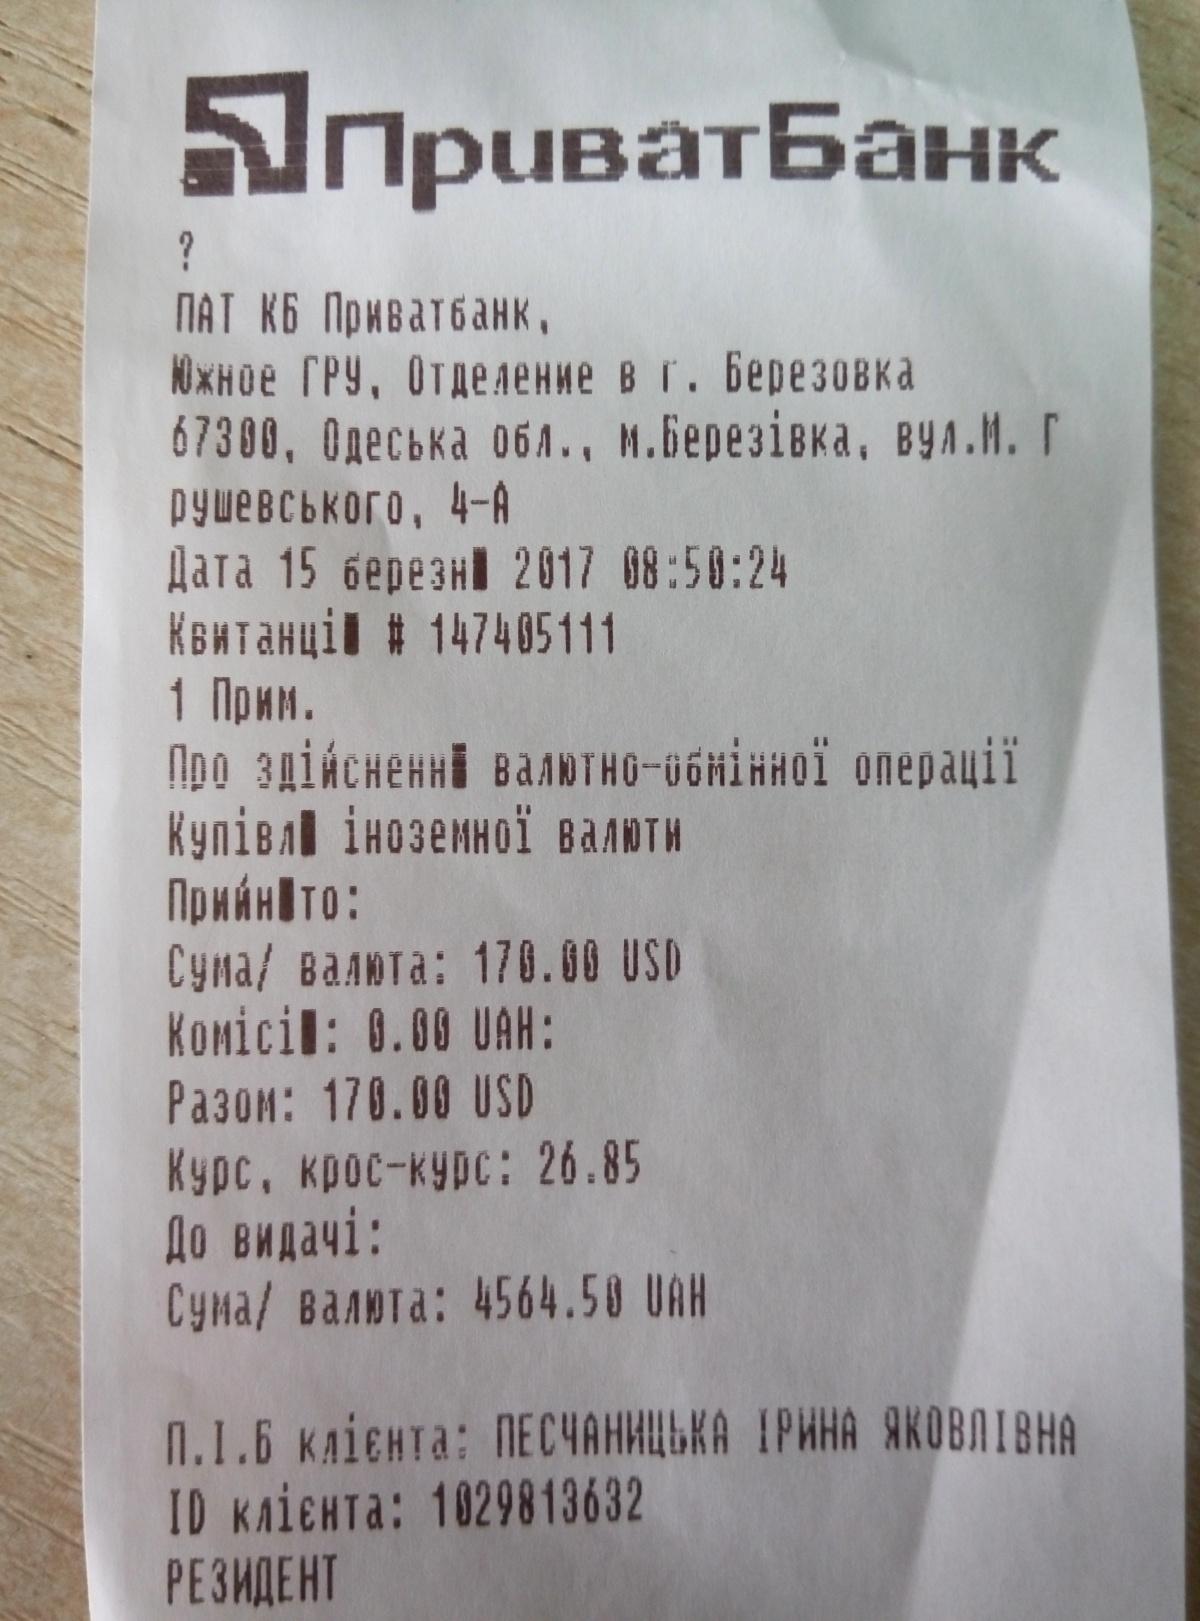 ПриватБанк
?
ПАТ КБ Приватбанк,
Южное ГРУ, Отделение в г. Березовка
67300, Одеська обл., м.Березівка, вул.М. Г
рушевського, 4-А
Дата 15 березн█ 2017 08:50:24
Квитанці█ # 147405111
1 Прим.
Про здійсненн█ валютно-обмінної операції
Купівл█ іноземної валюти
Прийн█то:
Сума/ валюта: 170.00 USD
Комісі█: 0.00 UAH:
Разом: 170.00 USD
Курс, крос-курс: 26.85
До видачі:
Сума/ валюта: 4564.50 UAH
П.І.Б клієнта: ПЕСЧАНИЦЬКА ІРИНА ЯКОВЛІВНА
ID клієнта: 1029813632
РЕЗИДЕНТ